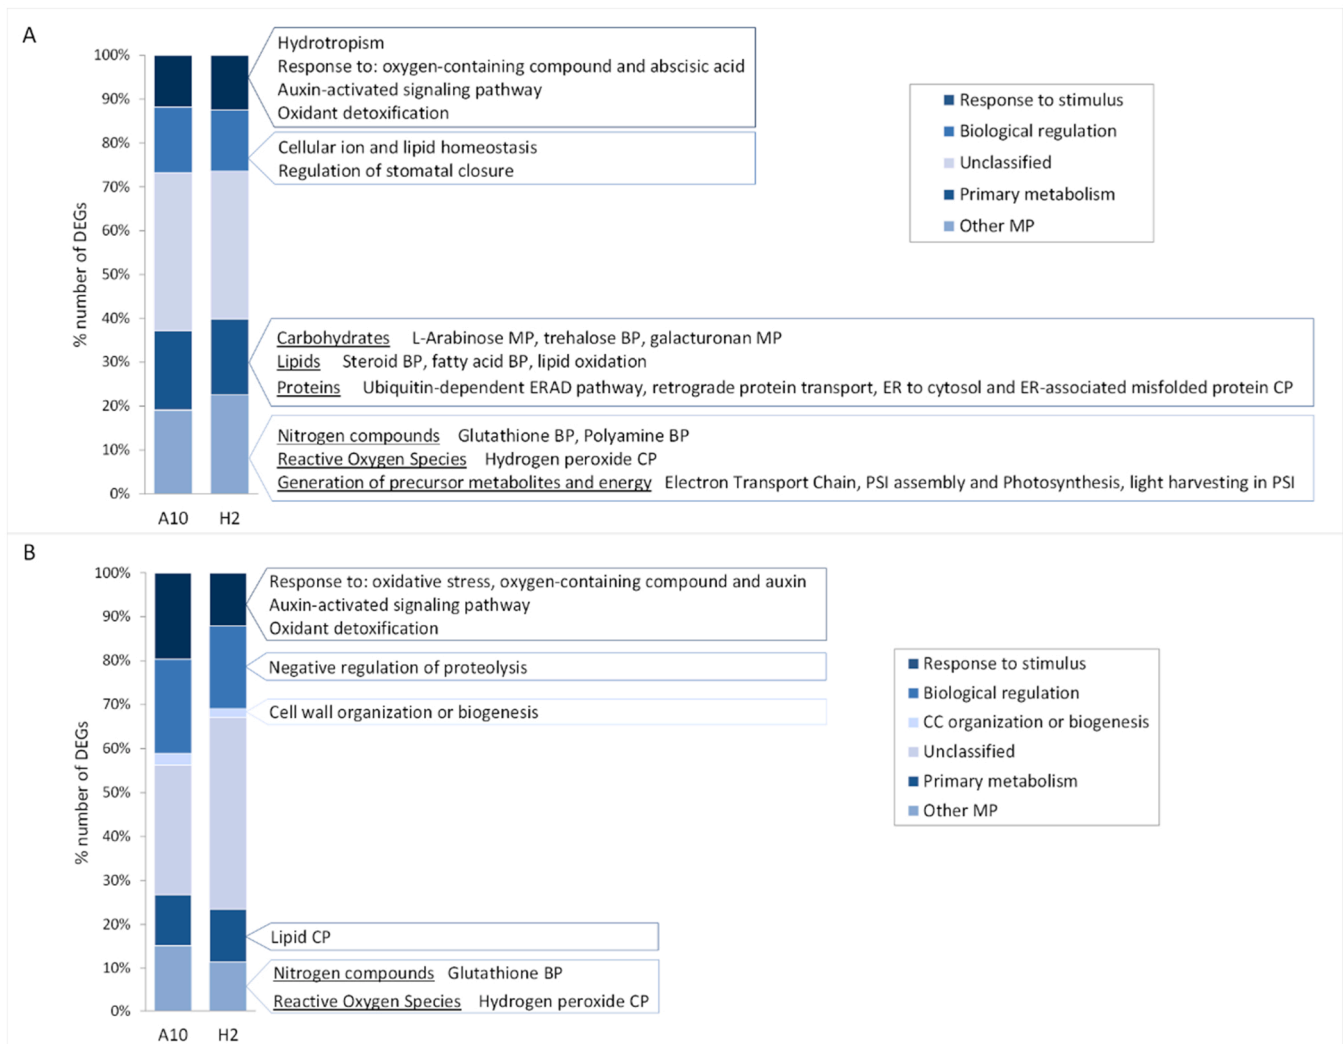 A
Hydrotropism
Response to: oxygen-containing compound and abscisic acid
Auxin-activated signaling pathway
Oxidant detoxification
Cellular ion and lipid homeostasis
Regulation of stomatal closure
Response to stimulus
Biological regulation
Unclassified
Primary metabolism
Other MP
% number of DEGs
100%
90%
80%
70%
60%
50%
40%
30%
20%
10%
0%
Carbohydrates L-Arabinose MP, trehalose BP, galacturonan MP
Lipids Steroid BP, fatty acid BP, lipid oxidation
Proteins Ubiquitin-dependent ERAD pathway, retrograde protein transport, ER to cytosol and ER-associated misfolded protein CP
Nitrogen compounds Glutathione BP, Polyamine BP
Reactive Oxygen Species Hydrogen peroxide CP
Generation of precursor metabolites and energy Electron Transport Chain, PSI assembly and Photosynthesis, light harvesting in PSI
A10 H2
B
Response to: oxidative stress, oxygen-containing compound and auxin
Auxin-activated signaling pathway
Oxidant detoxification
Negative regulation of proteolysis
Cell wall organization or biogenesis
Response to stimulus
Biological regulation
CC organization or biogenesis
Unclassified
Primary metabolism
Other MP
% number of DEGs
100%
90%
80%
70%
60%
50%
40%
30%
20%
10%
0%
Lipid CP
Nitrogen compounds Glutathione BP
Reactive Oxygen Species Hydrogen peroxide CP
A10 H2